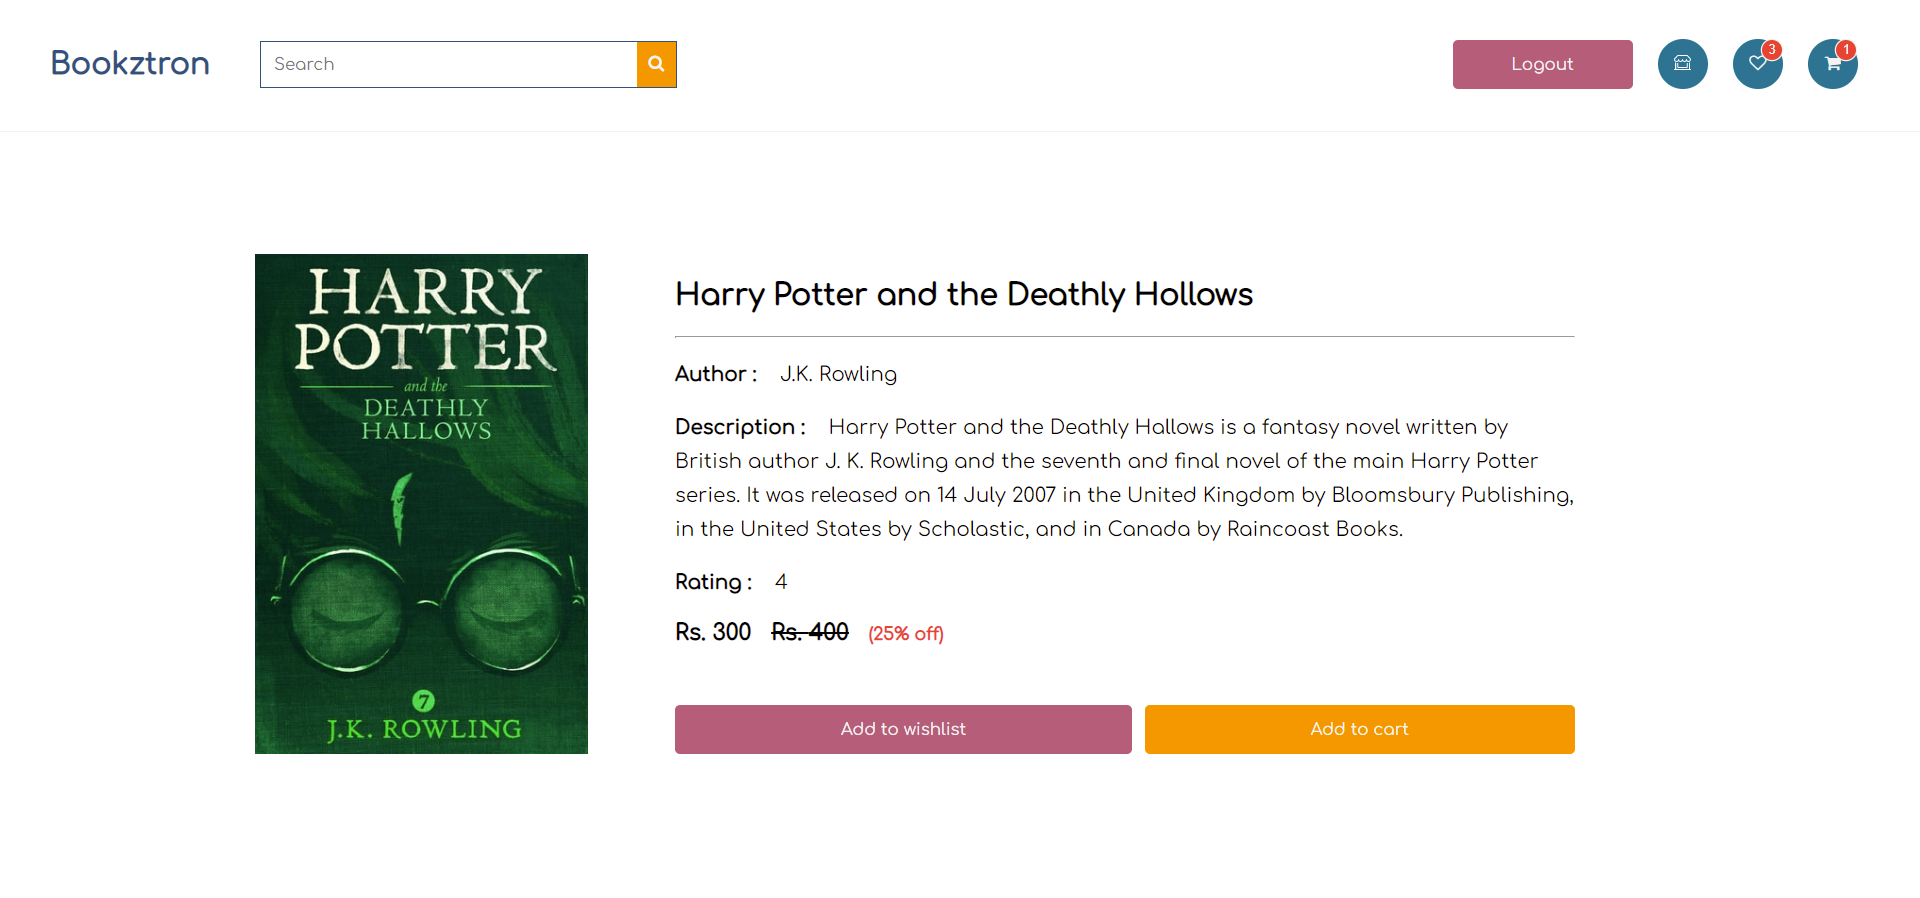 Bookztron
Search
Logout
3
1
HARRY
POTTER
and the
DEATHLY
HALLOWS
7
J.K. ROWLING
Harry Potter and the Deathly Hollows
Author : J.K. Rowling
Description : Harry Potter and the Deathly Hallows is a fantasy novel written by
British author J. K. Rowling and the seventh and final novel of the main Harry Potter
series. It was released on 14 July 2007 in the United Kingdom by Bloomsbury Publishing,
in the United States by Scholastic, and in Canada by Raincoast Books.
Rating : 4
Rs. 300 Rs. 400 (25% off)
Add to wishlist
Add to cart